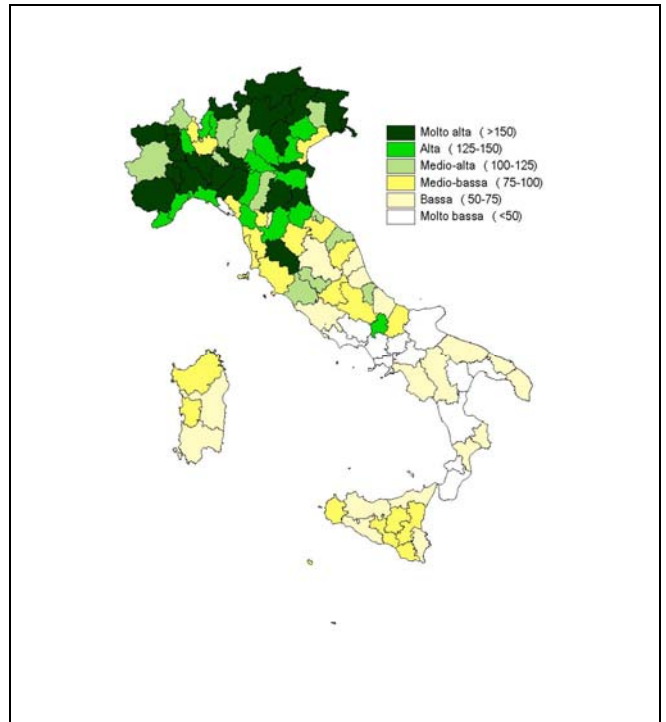 Molto alta (>150)
Alta (125-150)
Medio-alta (100-125)
Medio-bassa (75-100)
Bassa (50-75)
Molto bassa (<50)